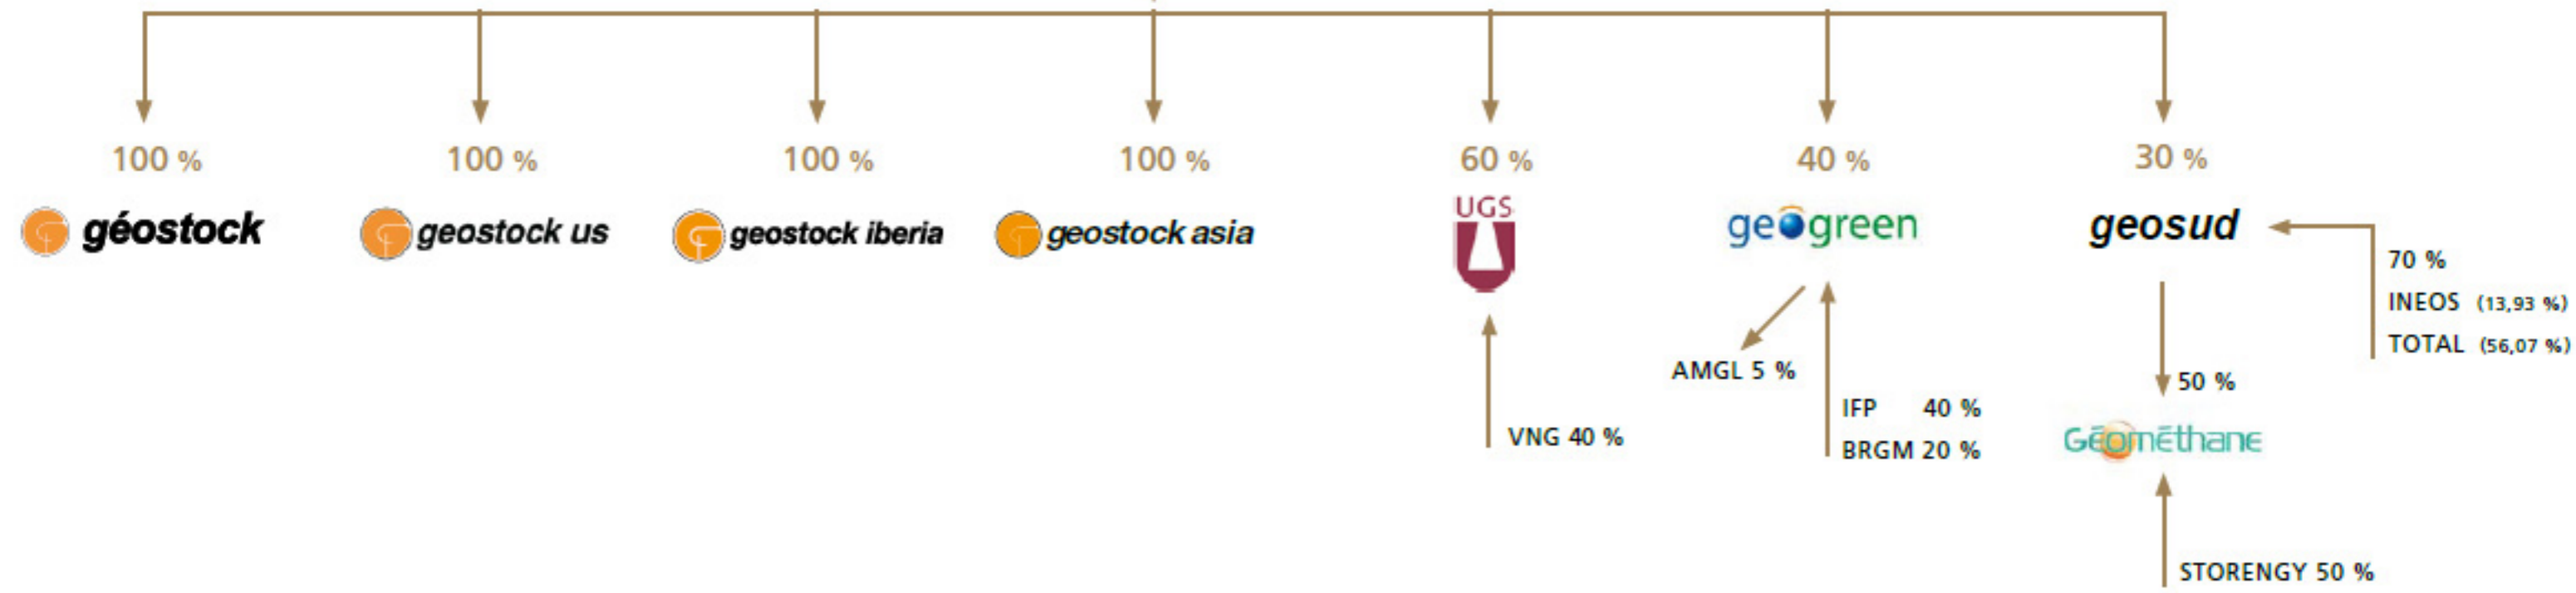 100 %
100 %
100 %
100 %
60 %
40 %
30 %
géostock
geostock us
geostock iberia
geostock asia
UGS
geogreen
geosud
70 %
INEOS (13,93 %)
TOTAL (56,07 %)
AMGL 5 %
50 %
IFP 40 %
BRGM 20 %
VNG 40 %
Géométhane
STORENGY 50 %